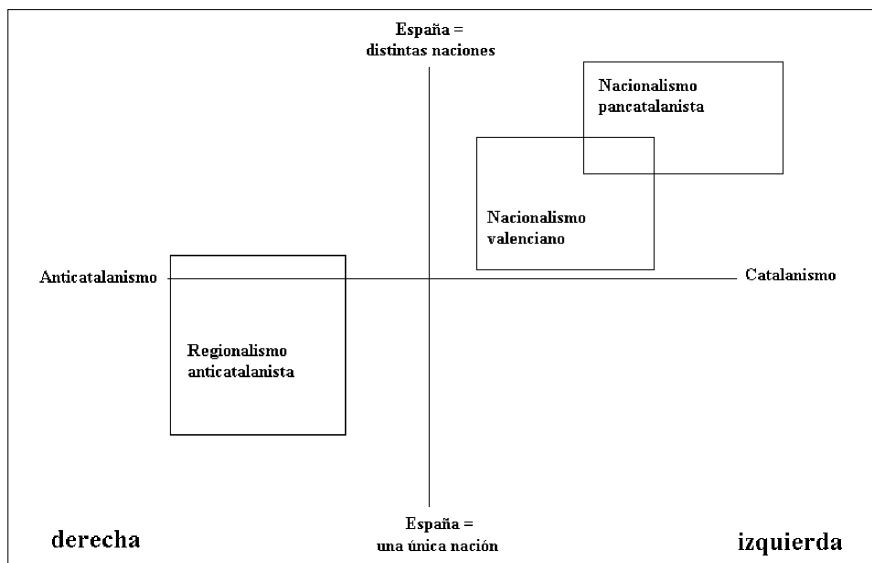 España =
distintas naciones
Nacionalismo
pancatalanista
Nacionalismo
valenciano
Anticatalanismo
Catalanismo
Regionalismo
anticatalanista
España =
una única nación
derecha
izquierda